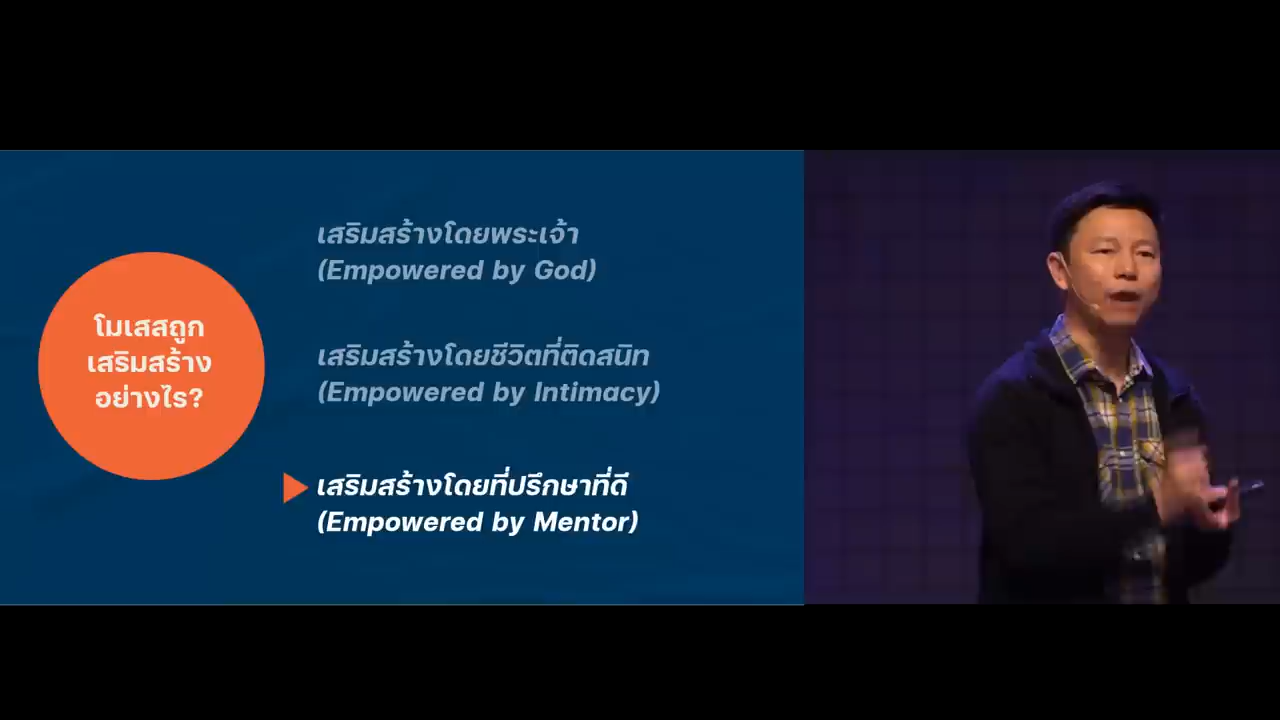 โมเสสถูก
เสริมสร้าง
อย่างไร?
เสริมสร้างโดยพระเจ้า
(Empowered by God)
เสริมสร้างโดยชีวิตที่ติดสนิท
(Empowered by Intimacy)
เสริมสร้างโดยที่ปรึกษาที่ดี
(Empowered by Mentor)